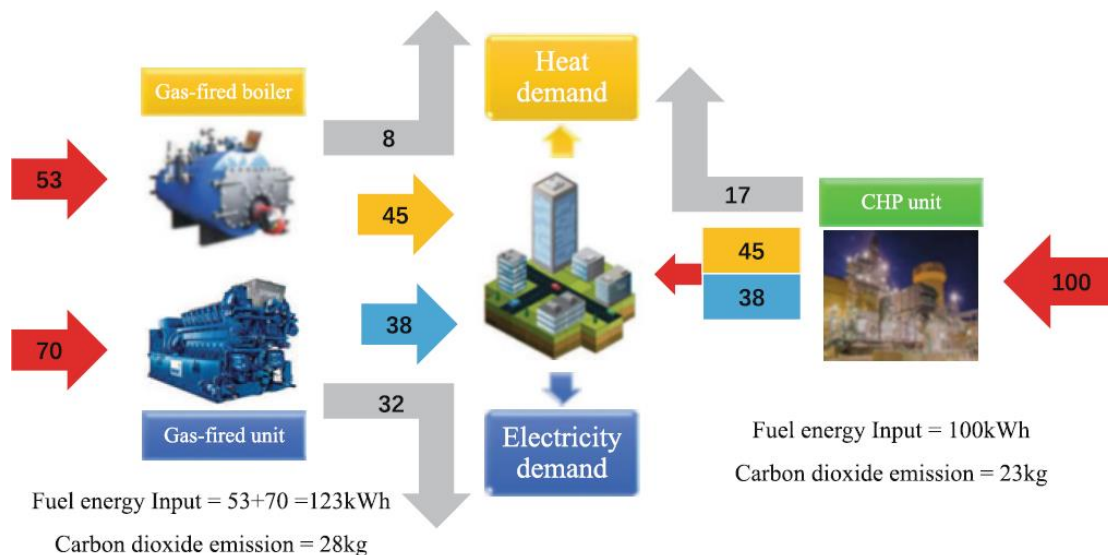 Gas-fired boiler
Heat
demand
8
53
45
17
CHP unit
45
38
100
70
38
32
Gas-fired unit
Electricity
demand
Fuel energy Input = 53+70 =123kWh
Carbon dioxide emission = 28kg
Fuel energy Input = 100kWh
Carbon dioxide emission = 23kg